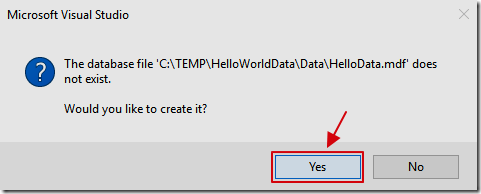 Microsoft Visual Studio
The database file 'C:\TEMP\HelloWorldData\Data\HelloData.mdf' does
not exist.
Would you like to create it?
Yes
No